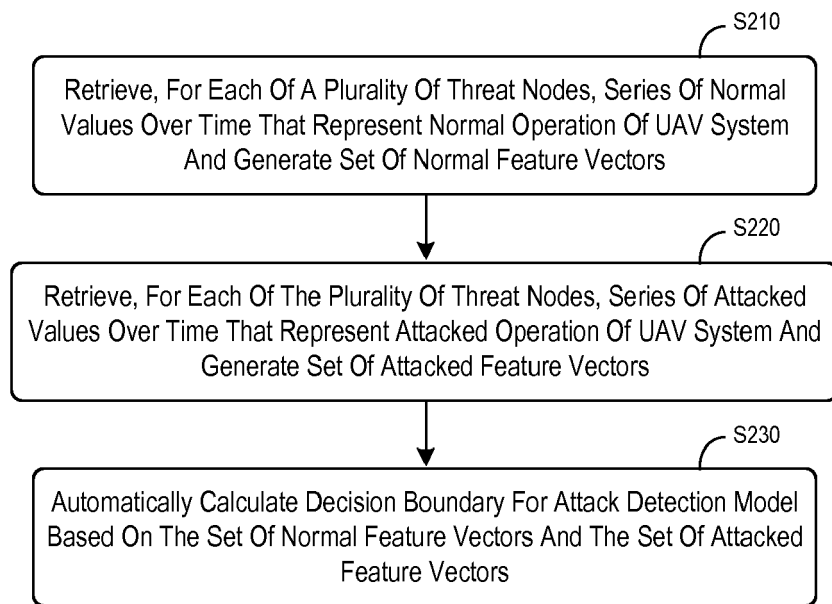 S210
Retrieve, For Each Of A Plurality Of Threat Nodes, Series Of Normal
Values Over Time That Represent Normal Operation Of UAV System
And Generate Set Of Normal Feature Vectors
S220
Retrieve, For Each Of The Plurality Of Threat Nodes, Series Of Attacked
Values Over Time That Represent Attacked Operation Of UAV System And
Generate Set Of Attacked Feature Vectors
S230
Automatically Calculate Decision Boundary For Attack Detection Model
Based On The Set Of Normal Feature Vectors And The Set Of Attacked
Feature Vectors